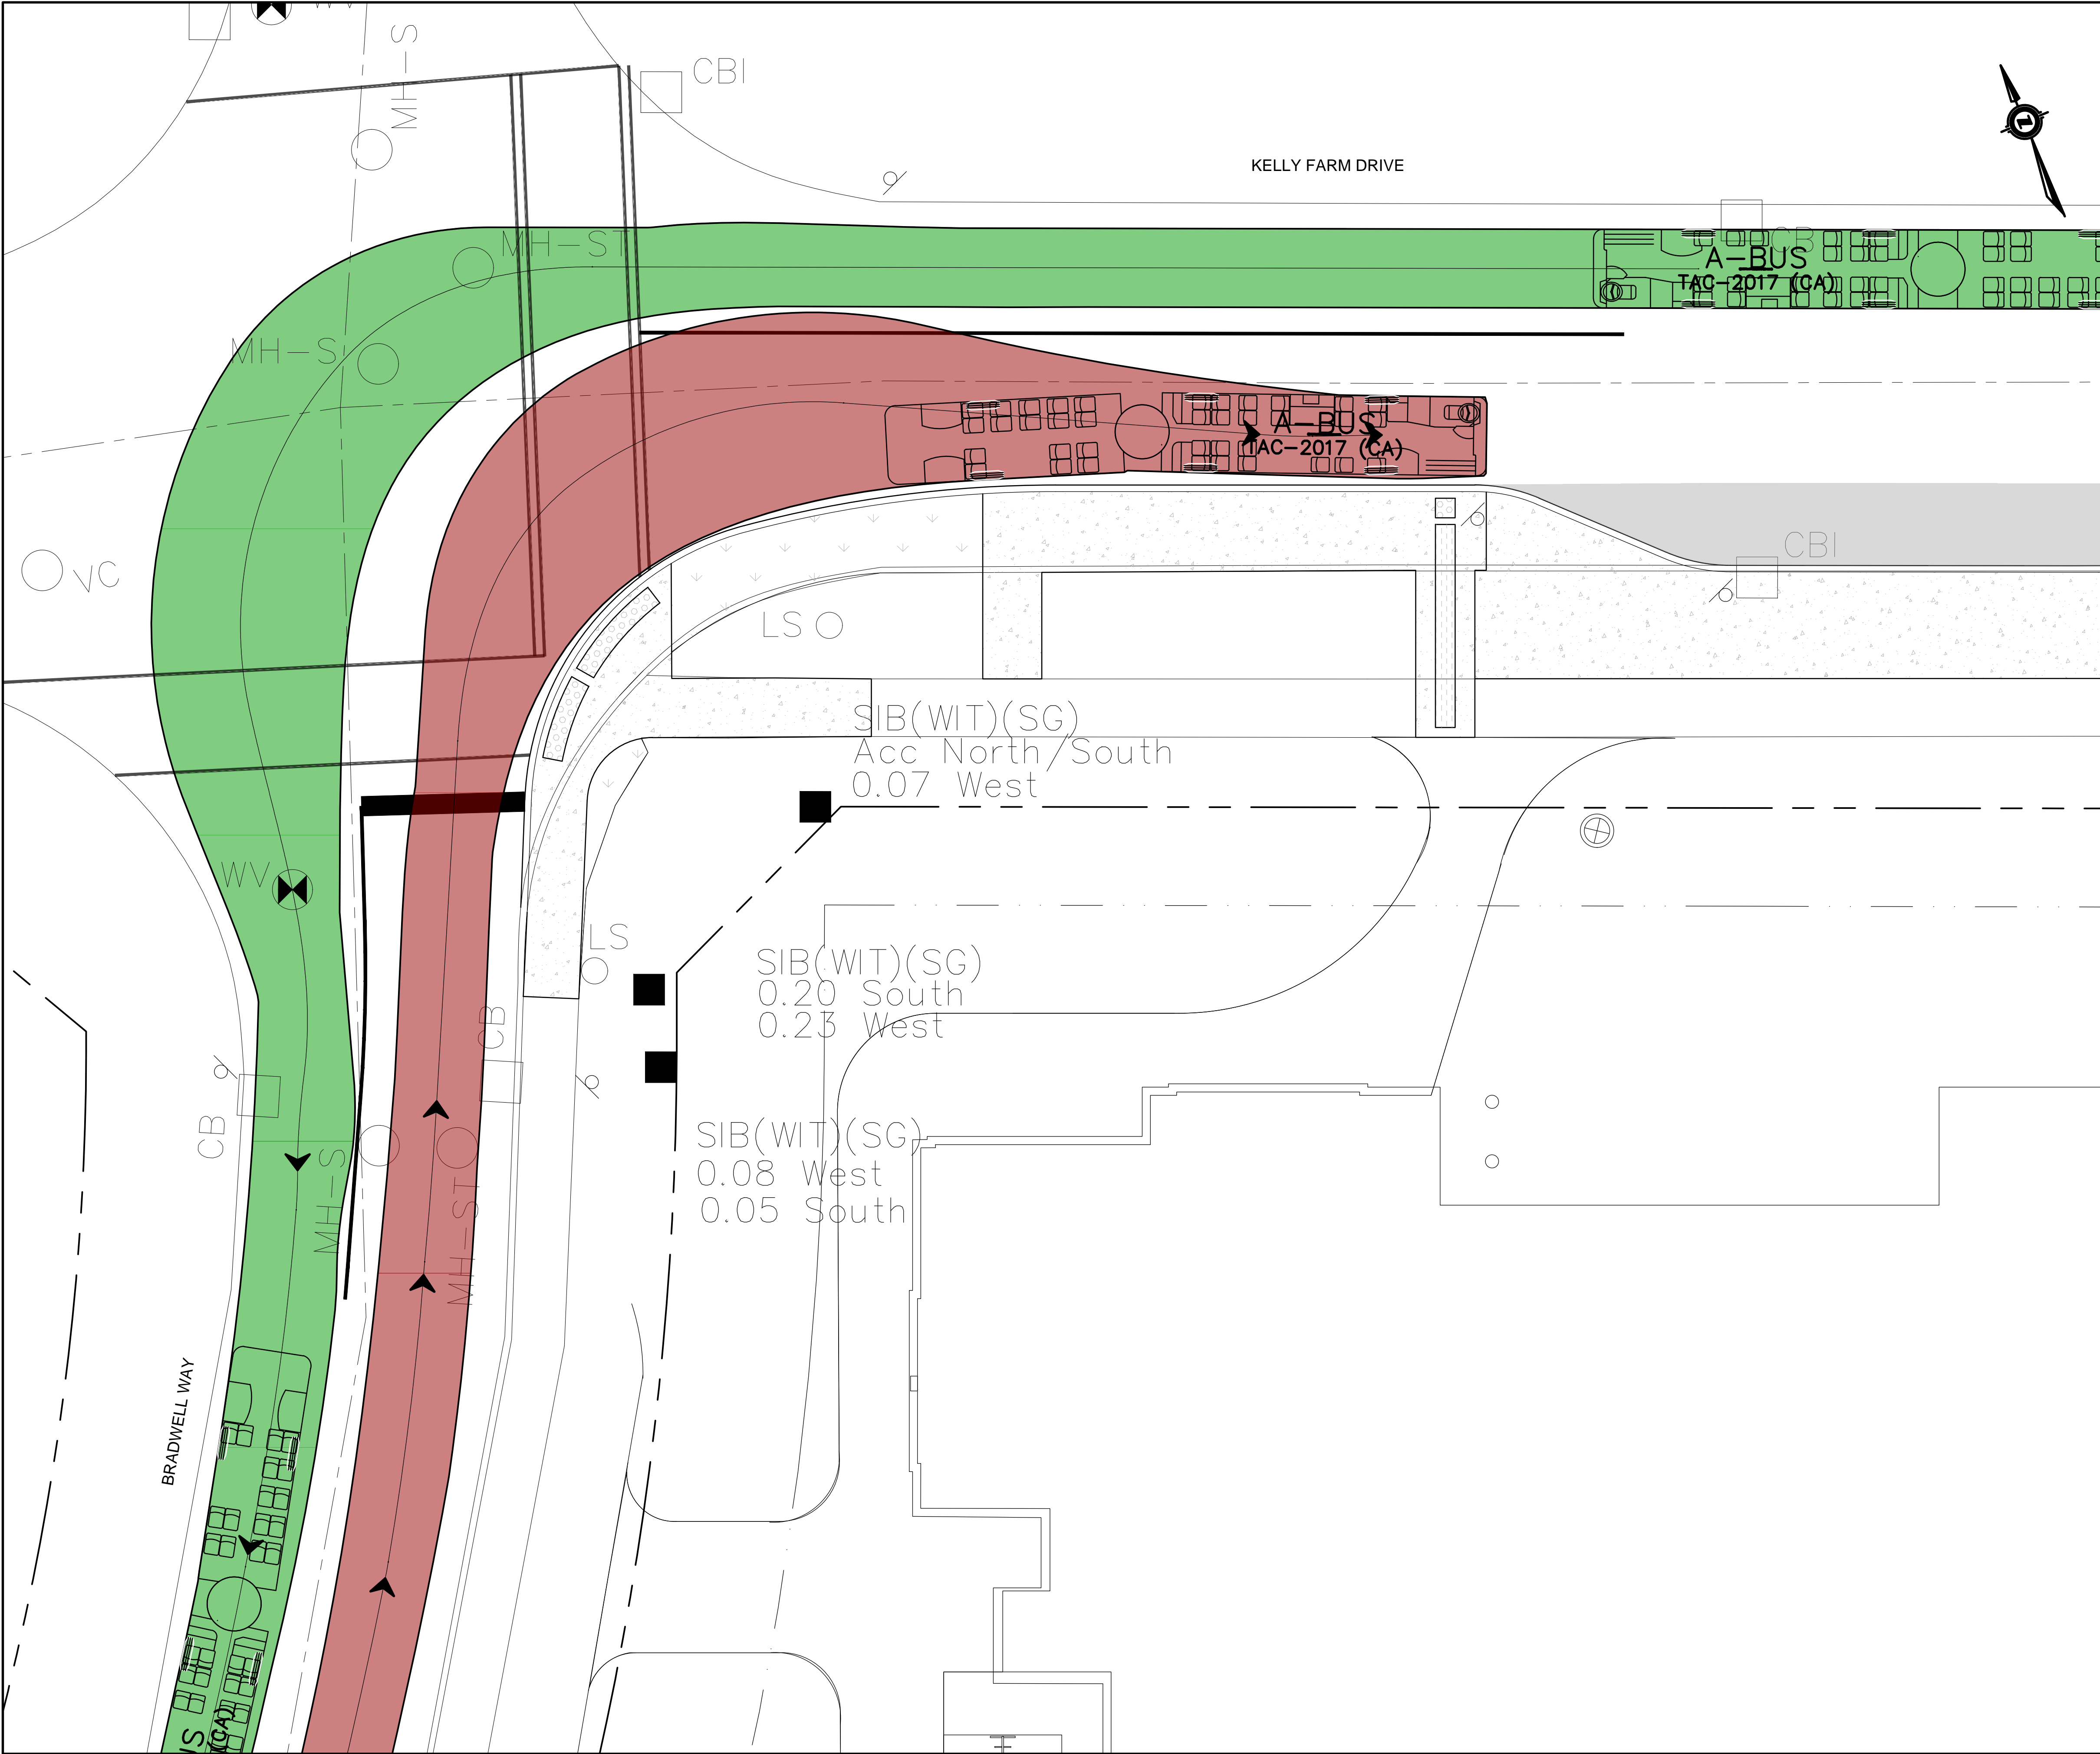 MH-S
CBI
KELLY FARM DRIVE
MH-ST
CB
A-BUS
TAC-2017 (CA)
MH-S
A-BUS
TAC-2017 (CA)
CBI
VC
LS
SIB(WIT)(SG)
Acc North/South
0.07 West
WV
LS
SIB(WIT)(SG)
0.20 South
0.23 West
CB
CB
SIB(WIT)(SG)
0.08 West
0.05 South
MH-S
MH-ST
BRADWELL WAY
(CA)